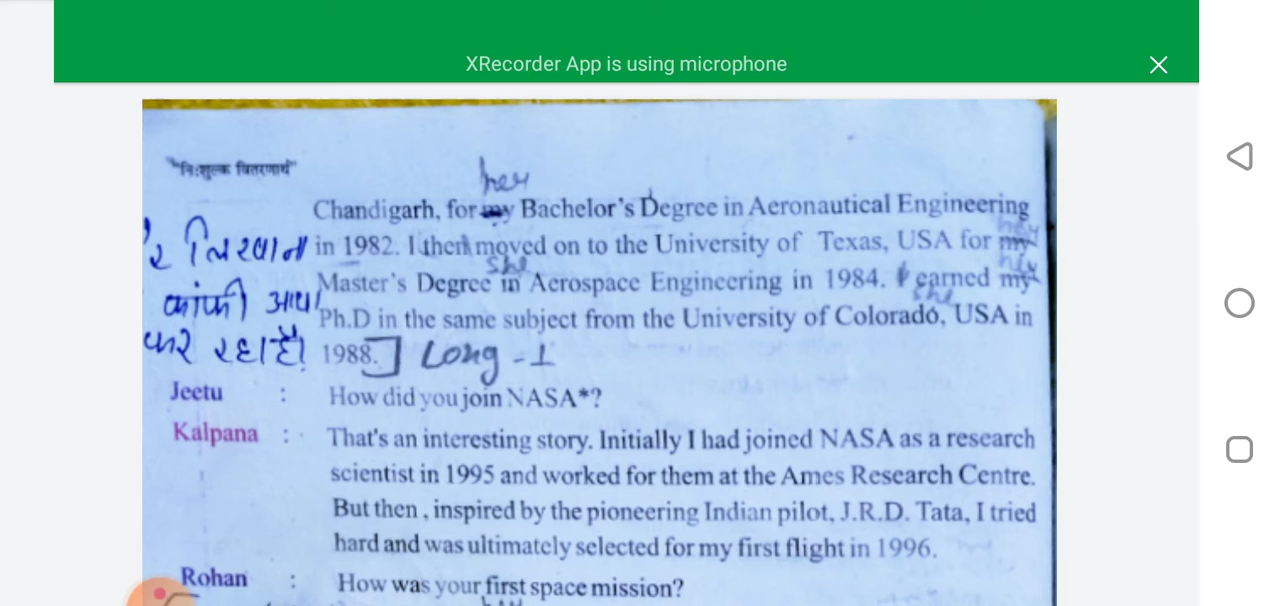 XRecorder App is using microphone
"निःशुल्क वितरणार्थ"
her
Chandigarh, for my Bachelor's Degree in Aeronautical Engineering
in 1982. I then moved on to the University of Texas, USA for my
she
Master's Degree in Aerospace Engineering in 1984. I earned my
she
Ph.D in the same subject from the University of Colorado, USA in
1988. ] Long - 1
Jeetu : How did you join NASA*?
Kalpana : That's an interesting story. Initially I had joined NASA as a research
scientist in 1995 and worked for them at the Ames Research Centre.
But then , inspired by the pioneering Indian pilot, J.R.D. Tata, I tried
hard and was ultimately selected for my first flight in 1996.
Rohan : How was your first space mission?